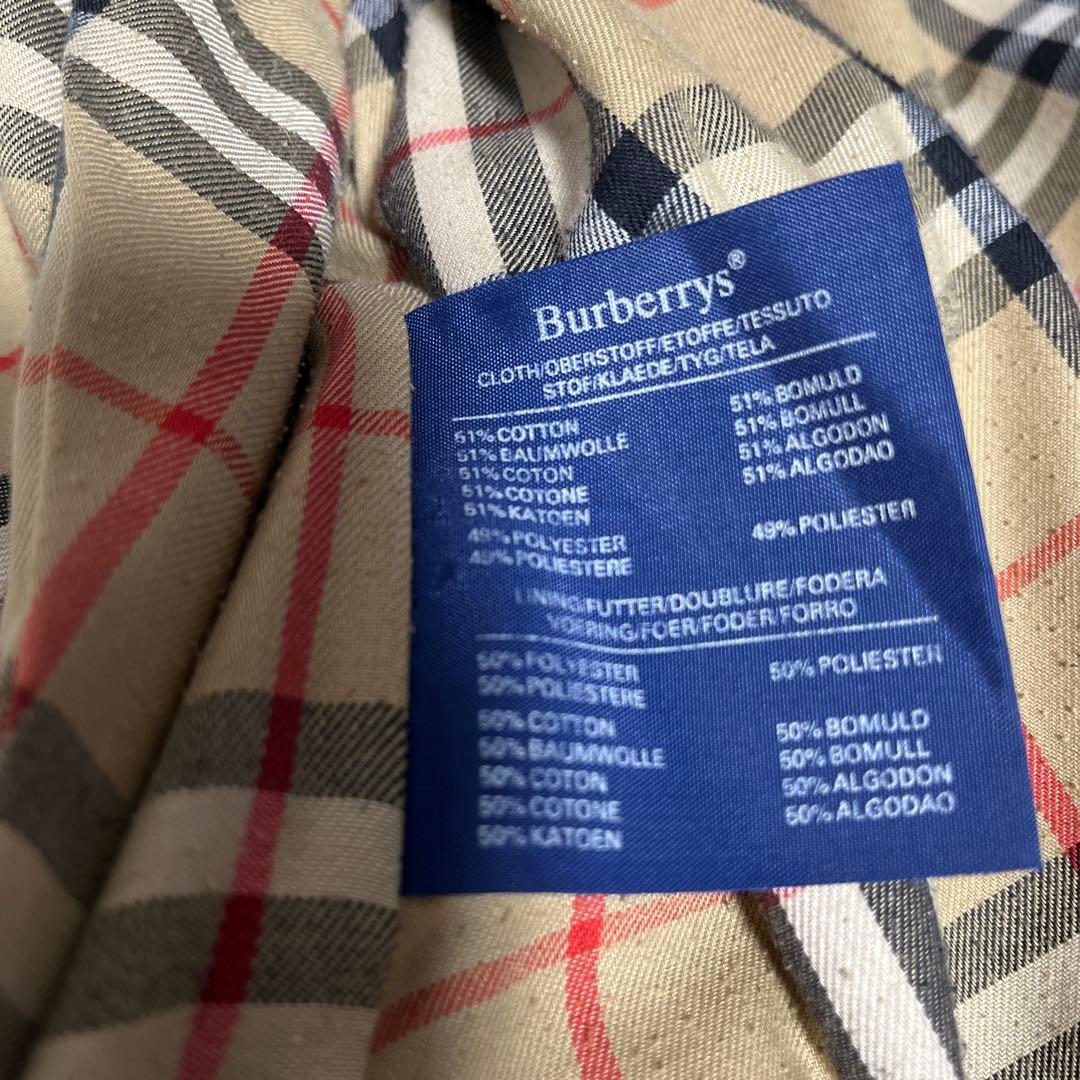 Burberrys®
CLOTH/OBERSTOFF/ETOFFE/TESSUTO
STOF/KLAEDE/TYG/TELA
51% COTTON
51% BAUMWOLLE
51% COTON
51% COTONE
51% KATOEN
51% BOMULD
51% BOMULL
51% ALGODON
51% ALGODAO
49% POLYESTER
49% POLIESTERE
49% POLIESTER
LINING/FUTTER/DOUBLURE/FODERA
VOERING/FOER/FODER/FORRO
50% POLYESTER
50% POLIESTERE
50% POLIESTER
50% COTTON
50% BAUMWOLLE
50% COTON
50% COTONE
50% KATOEN
50% BOMULD
50% BOMULL
50% ALGODON
50% ALGODAO